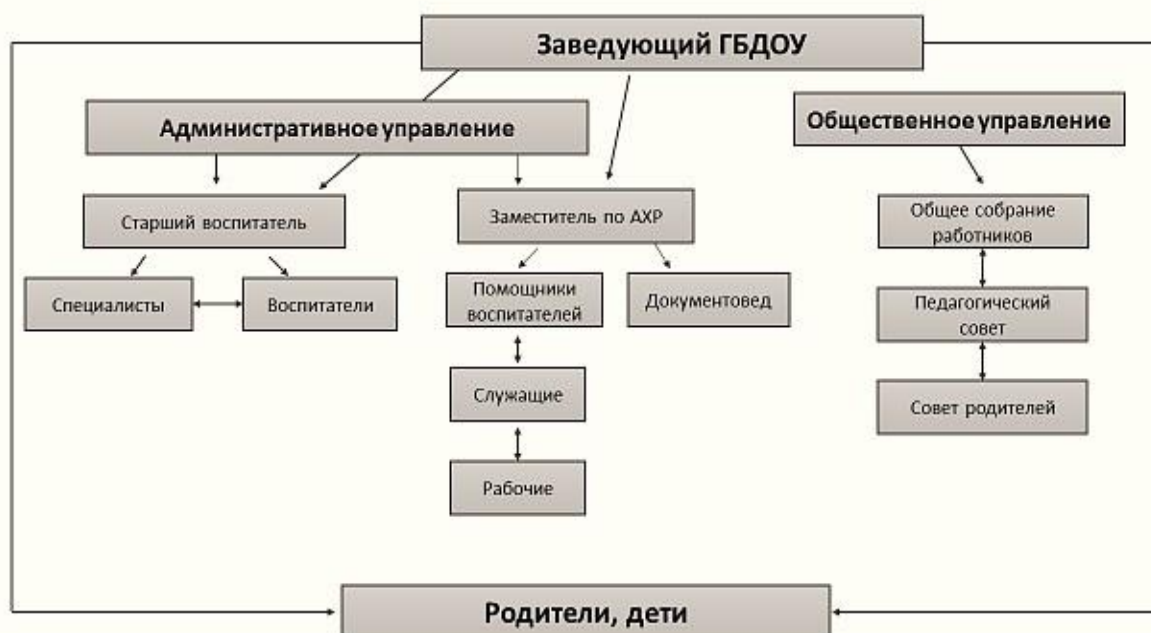 Заведующий ГБДОУ
Административное управление
Общественное управление
Старший воспитатель
Заместитель по АХР
Общее собрание
работников
Специалисты
Воспитатели
Помощники
воспитателей
Документовед
Педагогический
совет
Служащие
Совет родителей
Рабочие
Родители, дети